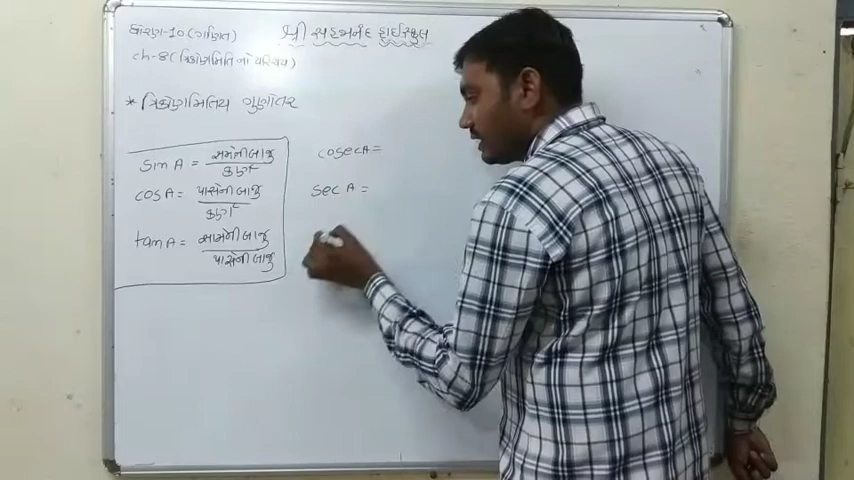 ધોરણ-10 (ગણિત)
શ્રી સહજાનંદ હાઈસ્કુલ
ch-8 (ત્રિકોણમિતિનો પરિચય)
* ત્રિકોણમિતિય ગુણોત્તર
sin A = સામેની બાજુ / કર્ણ
cos A = પાસેની બાજુ / કર્ણ
tan A = સામેની બાજુ / પાસેની બાજુ
cosec A =
sec A =